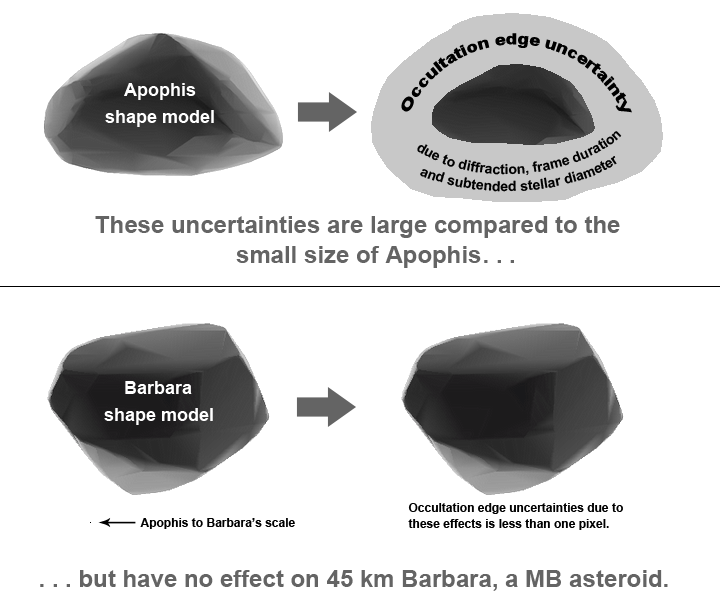 Apophis
shape model
Occultation edge uncertainty
due to diffraction, frame duration
and subtended stellar diameter
These uncertainties are large compared to the
small size of Apophis. . .
Barbara
shape model
Apophis to Barbara's scale
Occultation edge uncertainties due to
these effects is less than one pixel.
. . . but have no effect on 45 km Barbara, a MB asteroid.